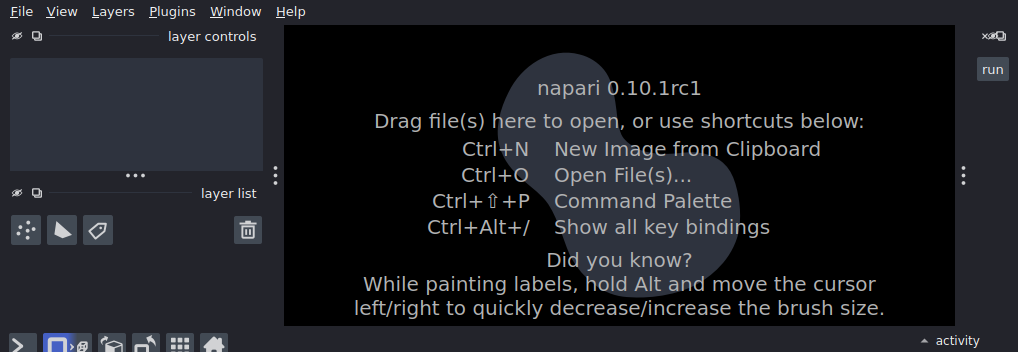 File View Layers Plugins Window Help
layer controls
run
napari 0.10.1rc1
Drag file(s) here to open, or use shortcuts below:
Ctrl+N New Image from Clipboard
Ctrl+O Open File(s)...
Ctrl+⇧+P Command Palette
Ctrl+Alt+/ Show all key bindings
layer list
Did you know?
While painting labels, hold Alt and move the cursor
left/right to quickly decrease/increase the brush size.
activity